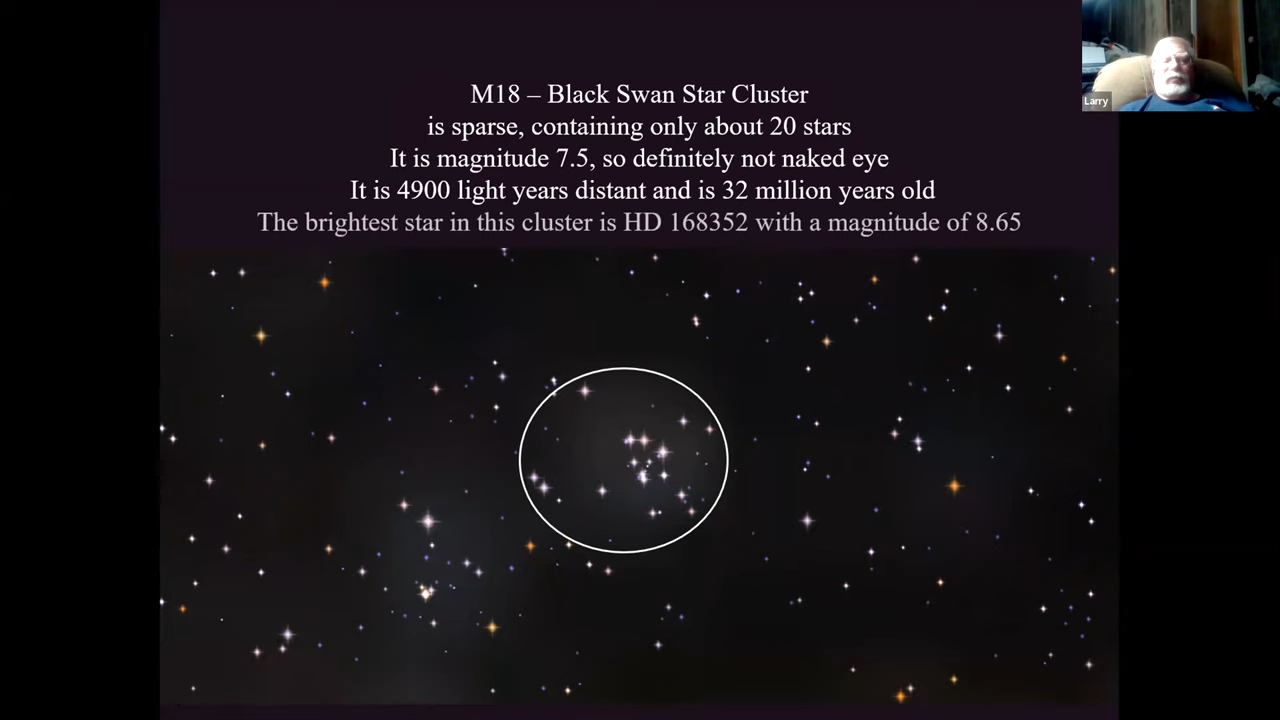 M18 – Black Swan Star Cluster
is sparse, containing only about 20 stars
It is magnitude 7.5, so definitely not naked eye
It is 4900 light years distant and is 32 million years old
The brightest star in this cluster is HD 168352 with a magnitude of 8.65
Larry